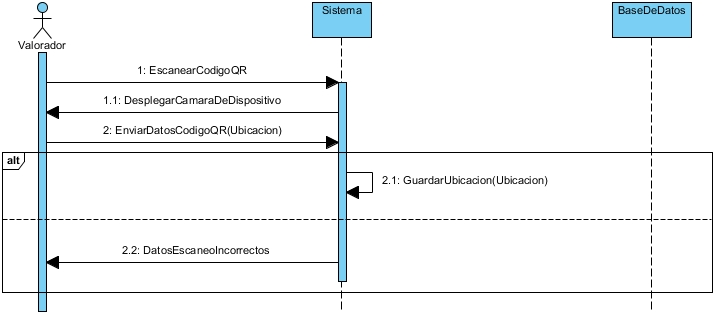 Sistema
BaseDeDatos
Valorador
1: EscanearCodigoQR
1.1: DesplegarCamaraDeDispositivo
2: EnviarDatosCodigoQR(Ubicacion)
alt
2.1: GuardarUbicacion(Ubicacion)
2.2: DatosEscaneoIncorrectos